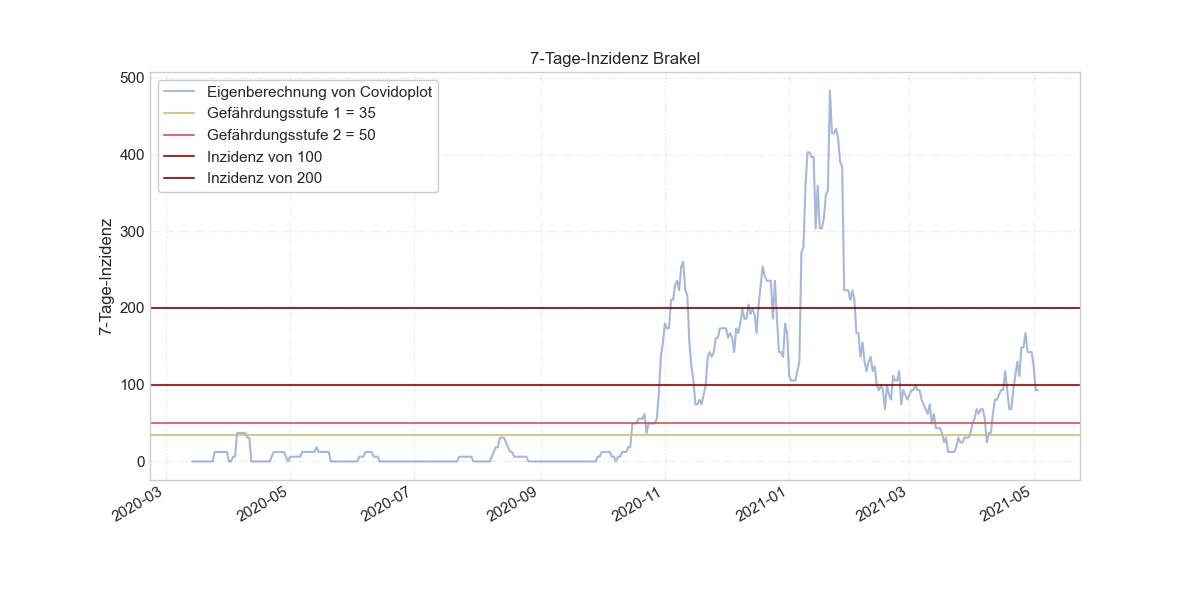 7-Tage-Inzidenz Brakel
Eigenberechnung von Covidoplot
Gefährdungsstufe 1 = 35
Gefährdungsstufe 2 = 50
Inzidenz von 100
Inzidenz von 200
7-Tage-Inzidenz
500
400
300
200
100
0
2020-03
2020-05
2020-07
2020-09
2020-11
2021-01
2021-03
2021-05